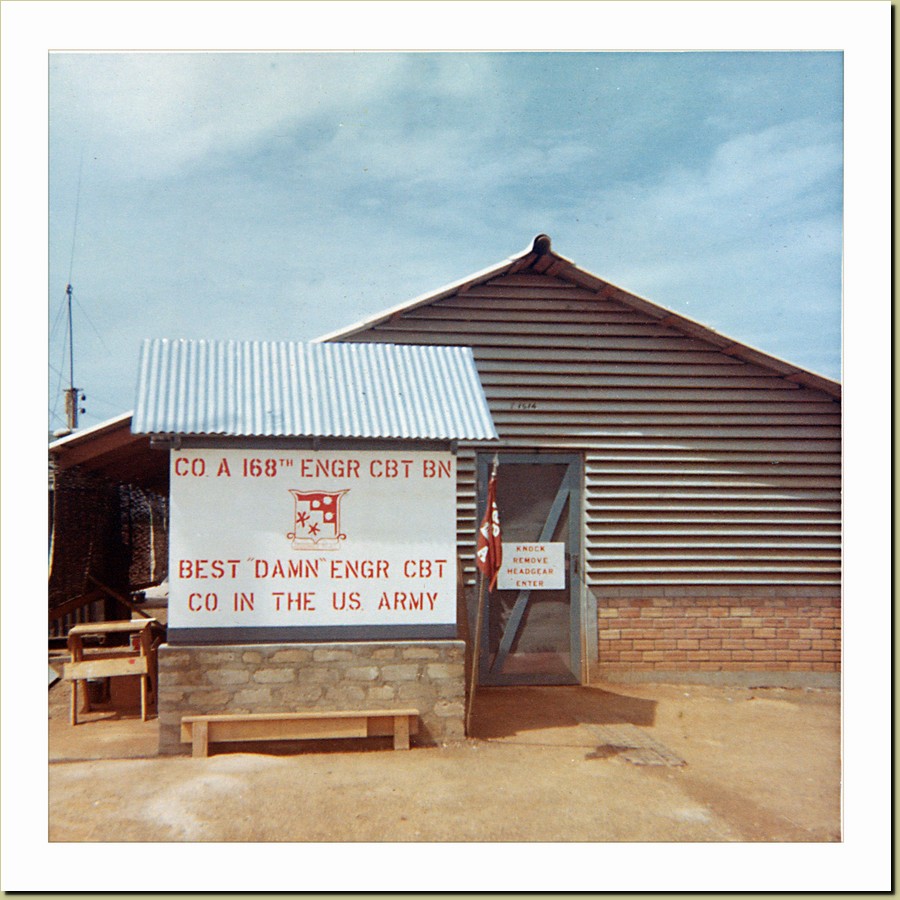 CO. A 168TH ENGR CBT BN
BEST "DAMN" ENGR CBT
CO. IN THE U.S. ARMY
KNOCK
REMOVE
HEADGEAR
ENTER